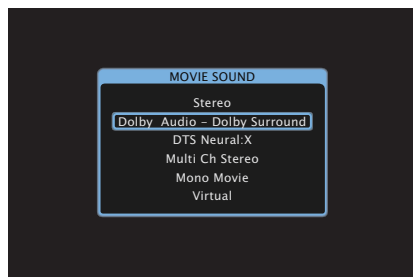 MOVIE SOUND
Stereo
Dolby Audio – Dolby Surround
DTS Neural:X
Multi Ch Stereo
Mono Movie
Virtual